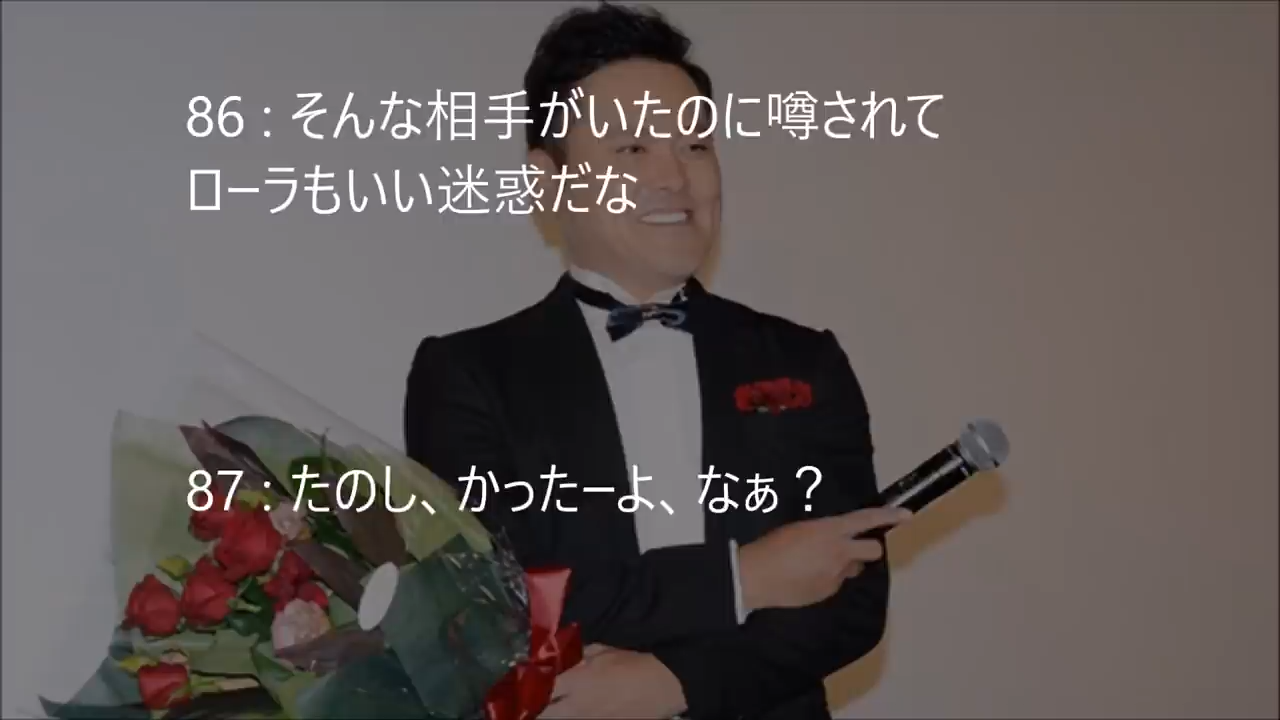 86 : そんな相手がいたのに噂されて
ローラもいい迷惑だな
87 : たのし、かったーよ、なぁ？